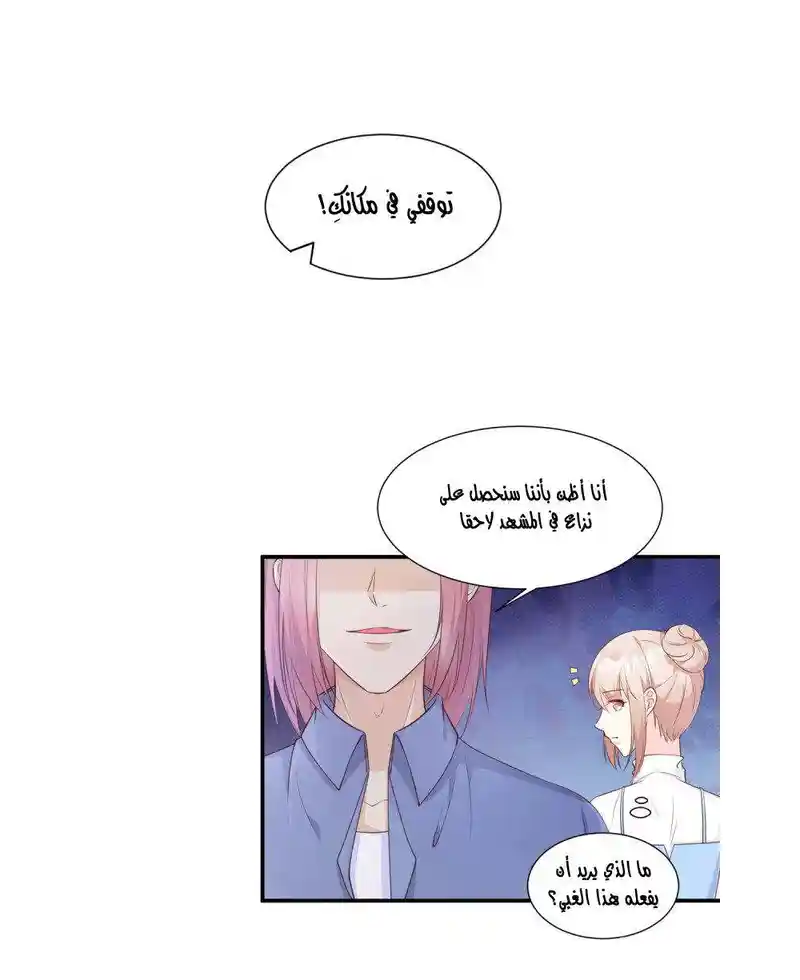 توقفي في مكانكِ!
أنا أظن بأننا سنحصل على
نزاع في المشهد لاحقا
ما الذي يريد أن
يفعله هذا الغبي؟